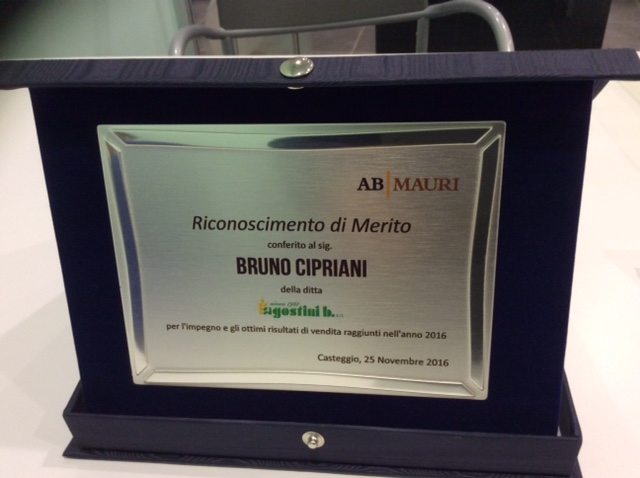 AB MAURI
Riconoscimento di Merito
conferito al sig.
BRUNO CIPRIANI
della ditta
agostini b.
per l'impegno e gli ottimi risultati di vendita raggiunti nell'anno 2016
Casteggio, 25 Novembre 2016